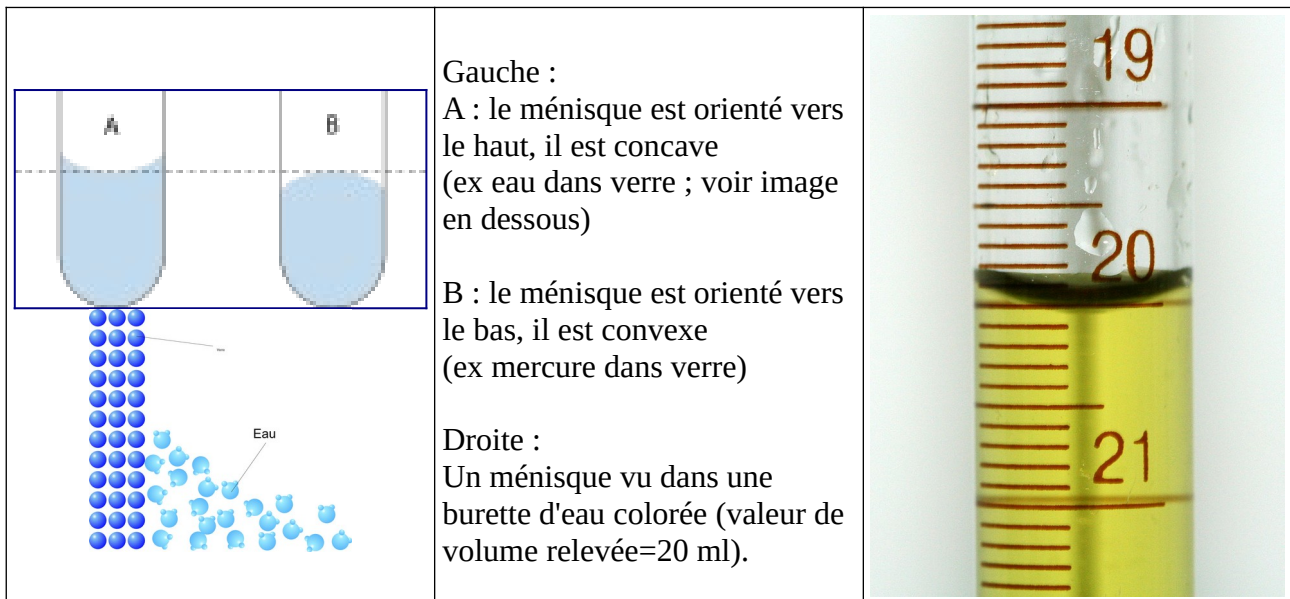 A
B
Eau
Gauche :
A : le ménisque est orienté vers
le haut, il est concave
(ex eau dans verre ; voir image
en dessous)
B : le ménisque est orienté vers
le bas, il est convexe
(ex mercure dans verre)
Droite :
Un ménisque vu dans une
burette d'eau colorée (valeur de
volume relevée=20 ml).
19
20
21